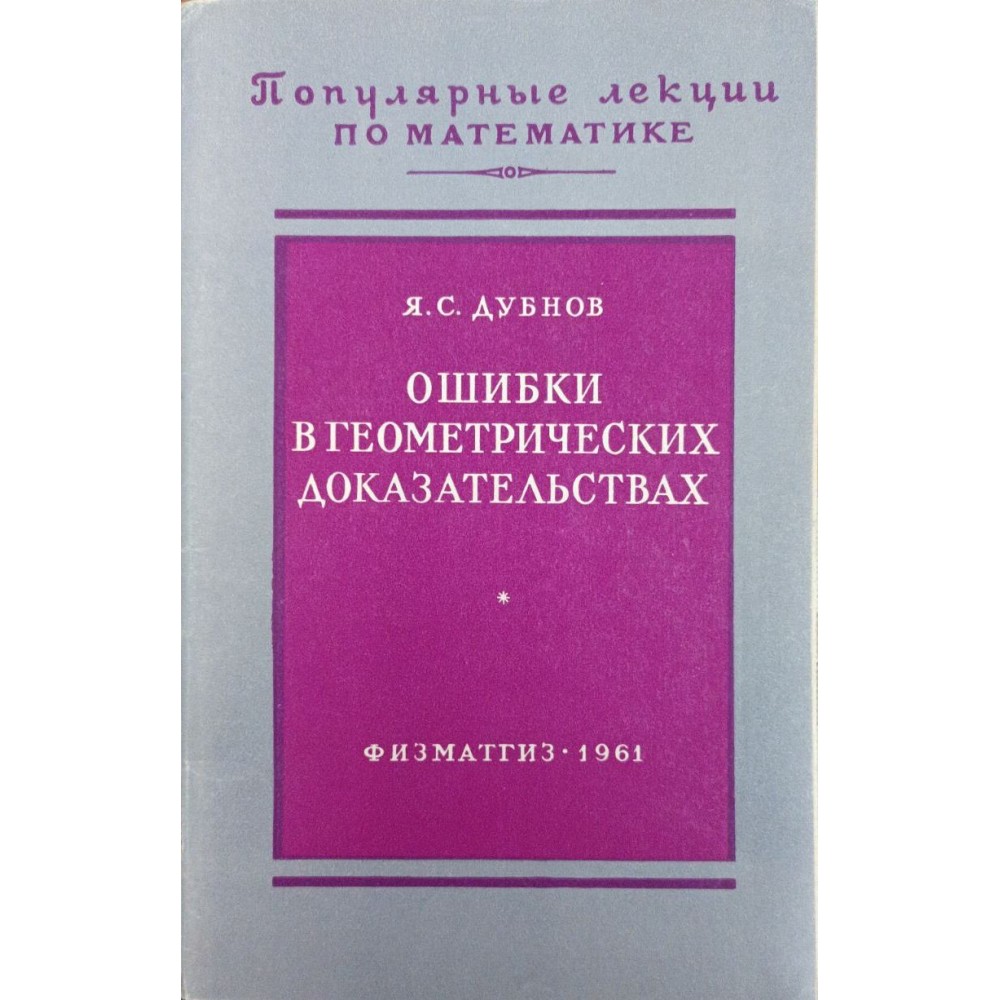 Популярные лекции
ПО МАТЕМАТИКЕ
Я. С. ДУБНОВ
ОШИБКИ
В ГЕОМЕТРИЧЕСКИХ
ДОКАЗАТЕЛЬСТВАХ
*
ФИЗМАТГИЗ · 1961